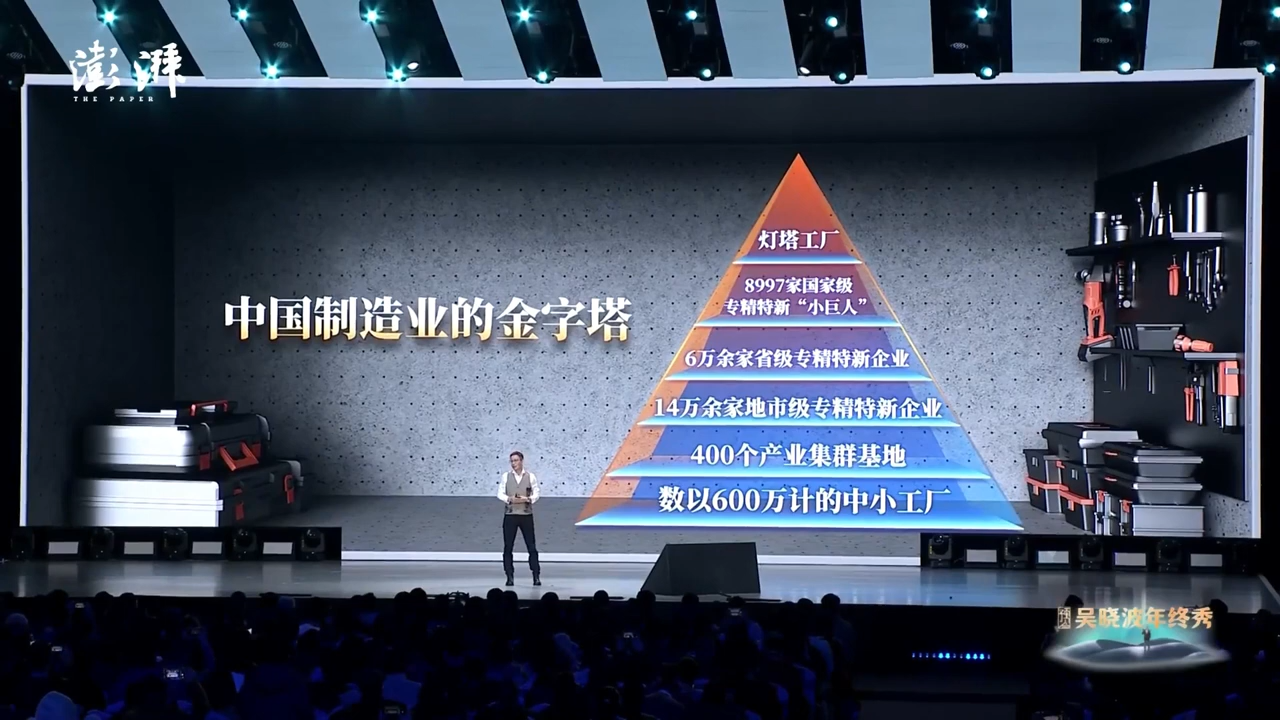 澎湃
THE PAPER
中国制造业的金字塔
灯塔工厂
8997家国家级
专精特新“小巨人”
6万余家省级专精特新企业
14万余家地市级专精特新企业
400个产业集群基地
数以600万计的中小工厂
吴晓波年终秀